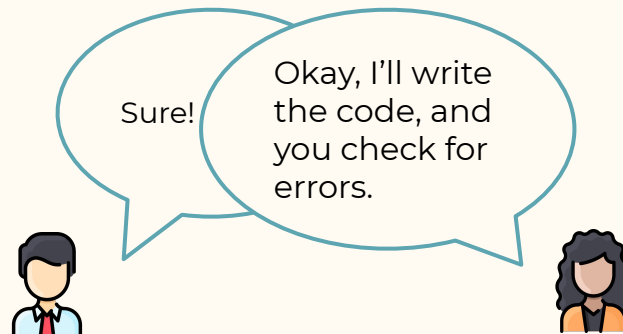 Sure!
Okay, I’ll write
the code, and
you check for
errors.